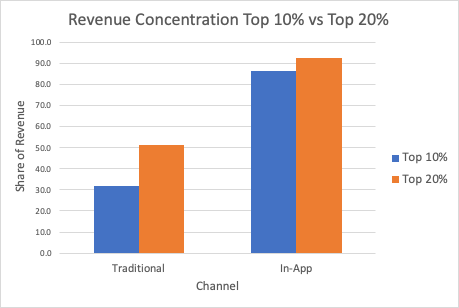 Revenue Concentration Top 10% vs Top 20%
100.0
90.0
80.0
70.0
60.0
50.0
40.0
30.0
20.0
10.0
0.0
Share of Revenue
Traditional
In-App
Channel
Top 10%
Top 20%